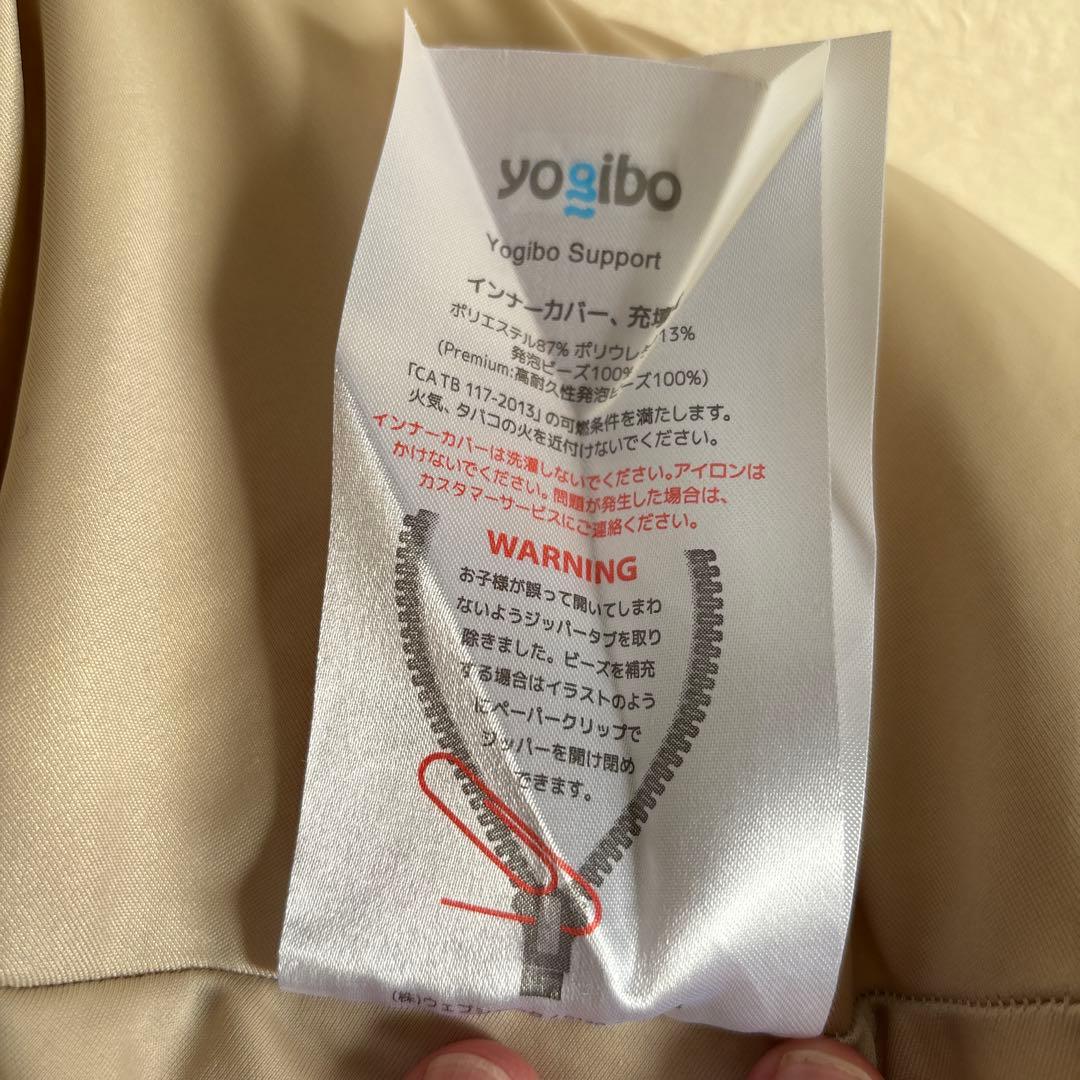 yogibo
Yogibo Support
インナーカバー、充填
ポリエステル87% ポリウレ 13%
発泡ビーズ100%
(Premium:高耐久性発泡ビーズ100%)
「CA TB 117-2013」の可燃条件を満たします。
火気、タバコの火を近付けないでください。
インナーカバーは洗濯しないでください。アイロンは
かけないでください。問題が発生した場合は、
カスタマーサービスにご連絡ください。
WARNING
お子様が誤って開いてしまわ
ないようジッパータブを取り
除きました。ビーズを補充
する場合はイラストのよう
にペーパークリップで
ジッパーを開け閉め
できます。
(株)ウェブ